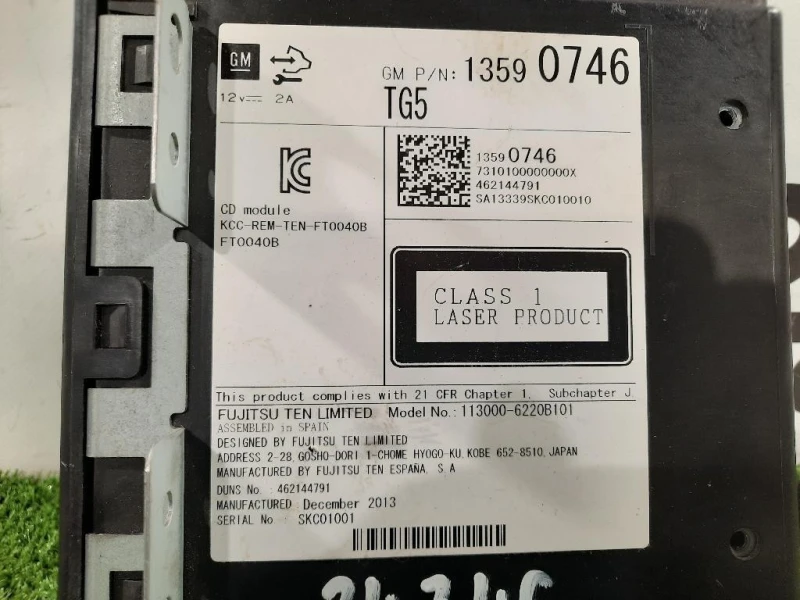 GM
GM P/N: 1359 0746
12V 2A
TG5
1359 0746
7310100000000X
462144791
SA13339SKC010010
CD module
KCC-REM-TEN-FT0040B
FT0040B
CLASS 1
LASER PRODUCT
This product complies with 21 CFR Chapter 1, Subchapter J.
FUJITSU TEN LIMITED Model No.: 113000-6220B101
ASSEMBLED in SPAIN
DESIGNED BY FUJITSU TEN LIMITED
ADDRESS 2-28, GOSHO-DORI 1-CHOME HYOGO-KU, KOBE 652-8510, JAPAN
MANUFACTURED BY FUJITSU TEN ESPAÑA, S.A
DUNS No. 462144791
MANUFACTURED December 2013
SERIAL No SKC01001